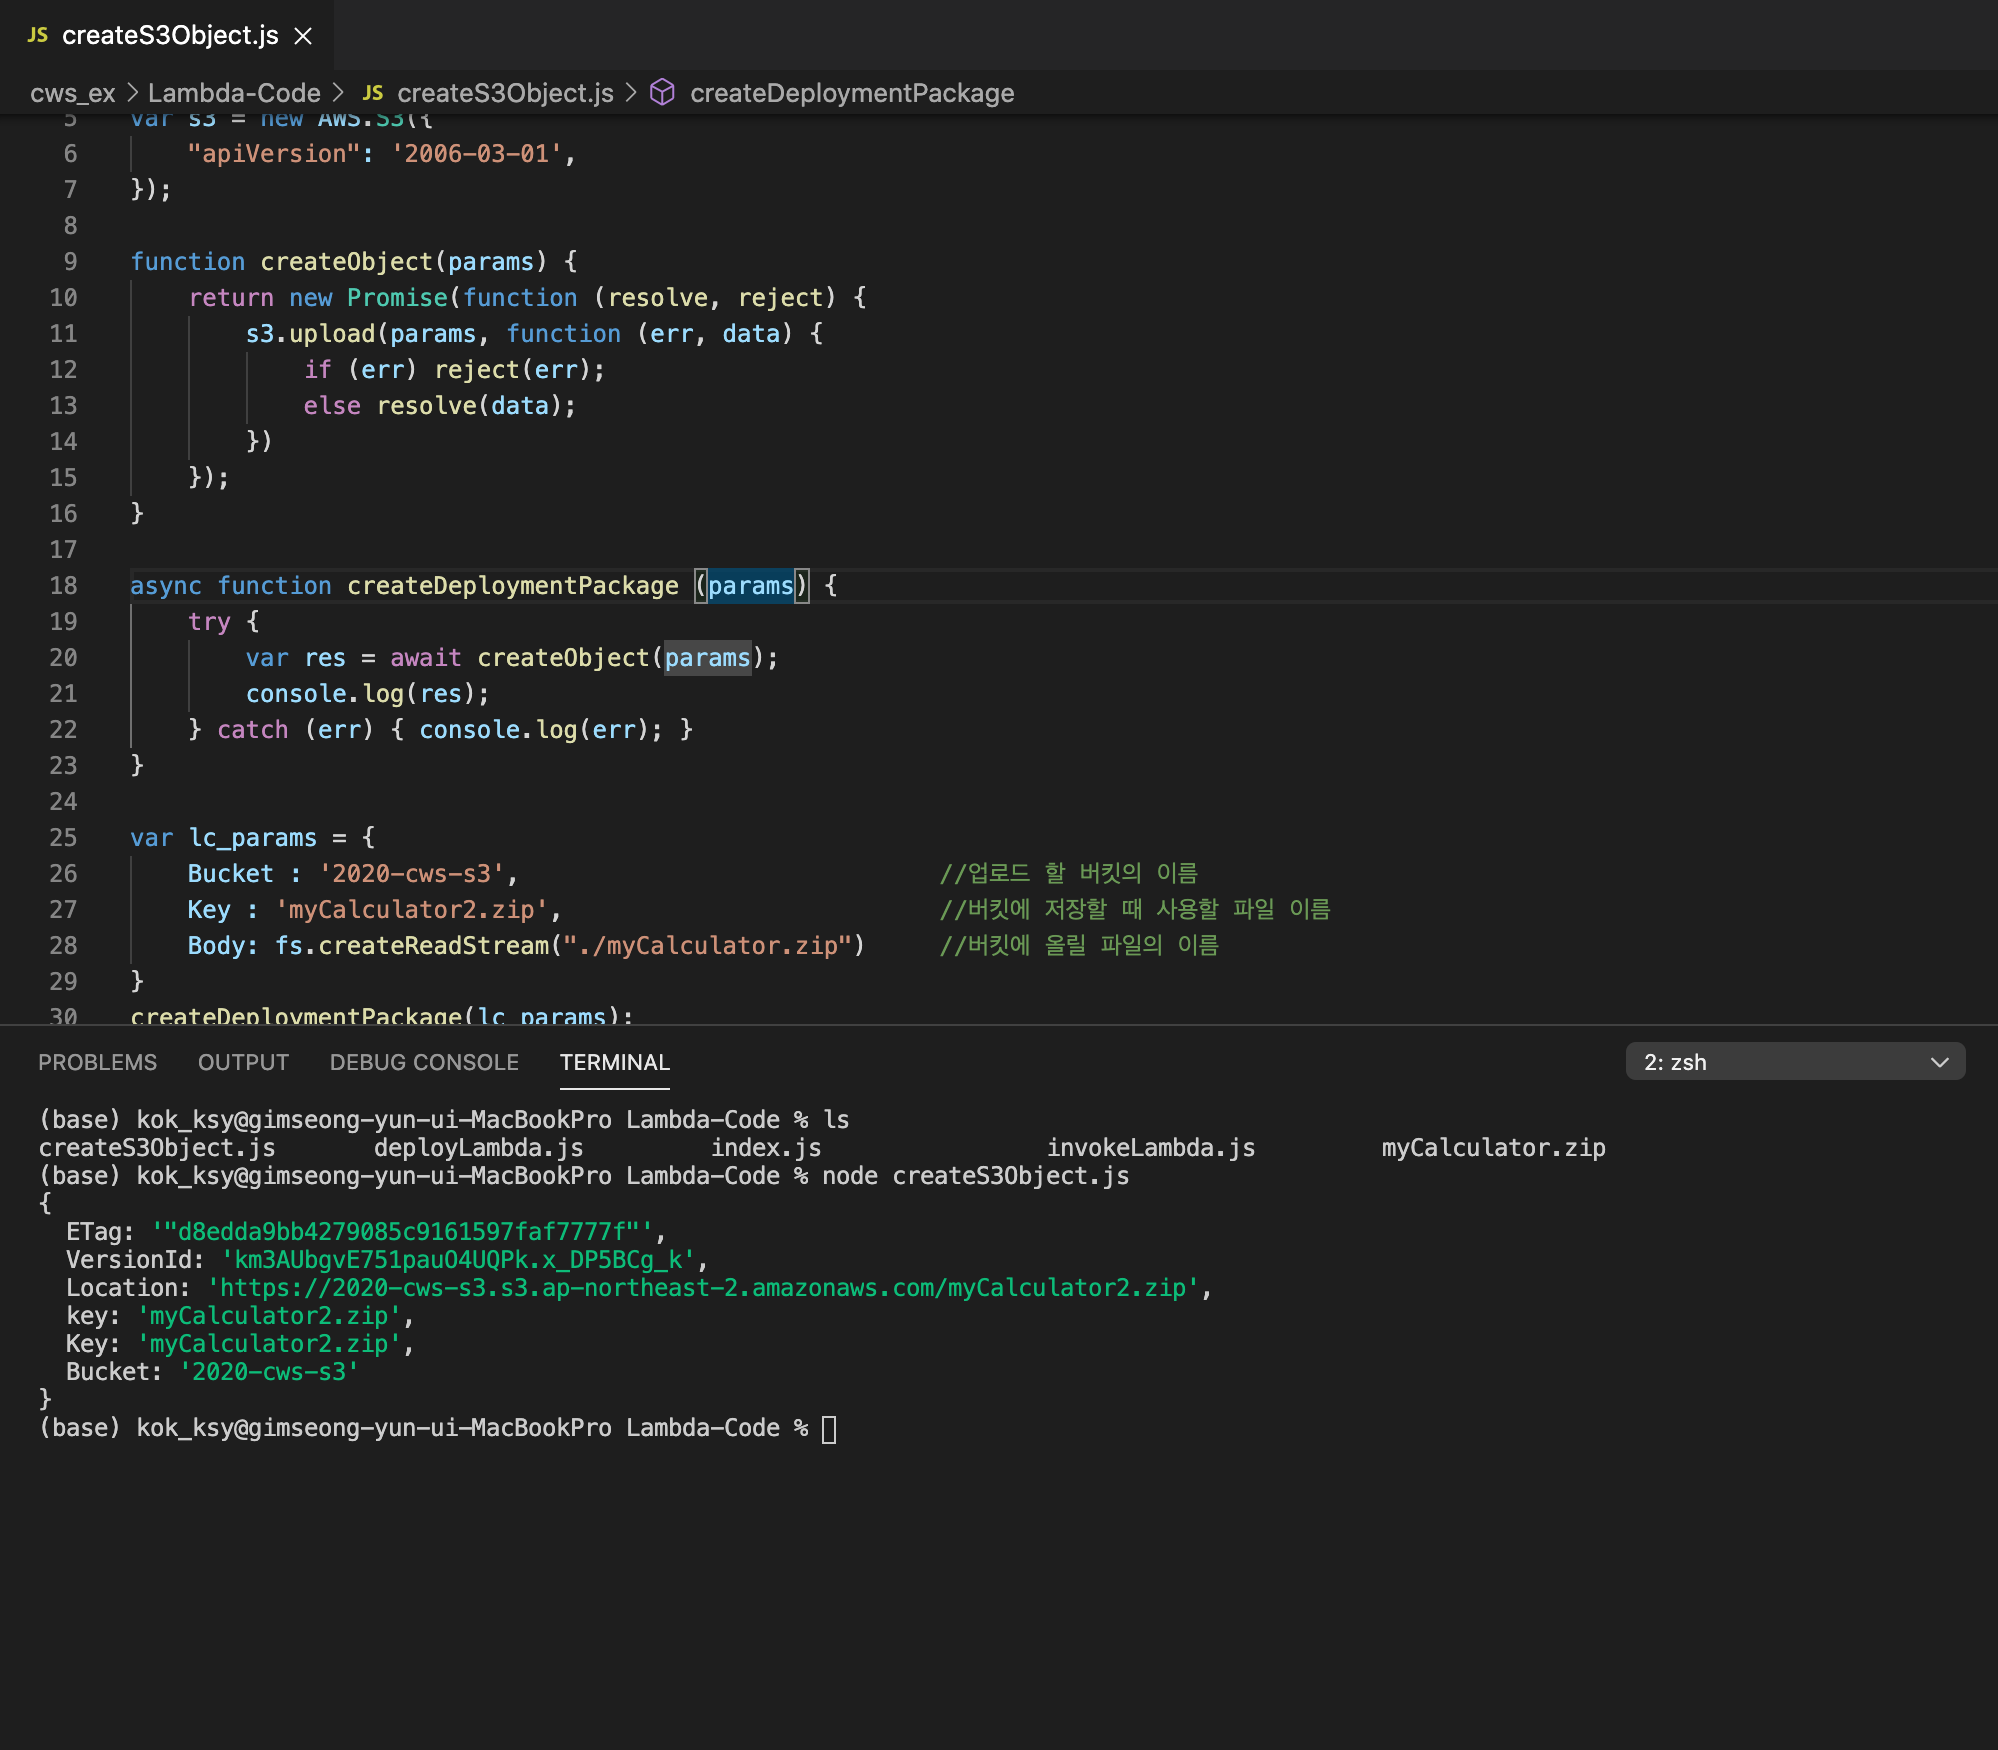 JS createS3Object.js ×
cws_ex > Lambda-Code > JS createS3Object.js > createDeploymentPackage
5 var s3 = new AWS.S3({
6 "apiVersion": '2006-03-01',
7 });
8
9 function createObject(params) {
10 return new Promise(function (resolve, reject) {
11 s3.upload(params, function (err, data) {
12 if (err) reject(err);
13 else resolve(data);
14 })
15 });
16 }
17
18 async function createDeploymentPackage (params) {
19 try {
20 var res = await createObject(params);
21 console.log(res);
22 } catch (err) { console.log(err); }
23 }
24
25 var lc_params = {
26 Bucket : '2020-cws-s3', //업로드 할 버킷의 이름
27 Key : 'myCalculator2.zip', //버킷에 저장할 때 사용할 파일 이름
28 Body: fs.createReadStream("./myCalculator.zip") //버킷에 올릴 파일의 이름
29 }
30 createDeploymentPackage(lc_params);
PROBLEMS OUTPUT DEBUG CONSOLE TERMINAL 2: zsh
(base) kok_ksy@gimseong-yun-ui-MacBookPro Lambda-Code % ls
createS3Object.js deployLambda.js index.js invokeLambda.js myCalculator.zip
(base) kok_ksy@gimseong-yun-ui-MacBookPro Lambda-Code % node createS3Object.js
{
ETag: '"d8edda9bb4279085c9161597faf7777f"',
VersionId: 'km3AUbgvE751pauO4UQPk.x_DP5BCg_k',
Location: 'https://2020-cws-s3.s3.ap-northeast-2.amazonaws.com/myCalculator2.zip',
key: 'myCalculator2.zip',
Key: 'myCalculator2.zip',
Bucket: '2020-cws-s3'
}
(base) kok_ksy@gimseong-yun-ui-MacBookPro Lambda-Code %